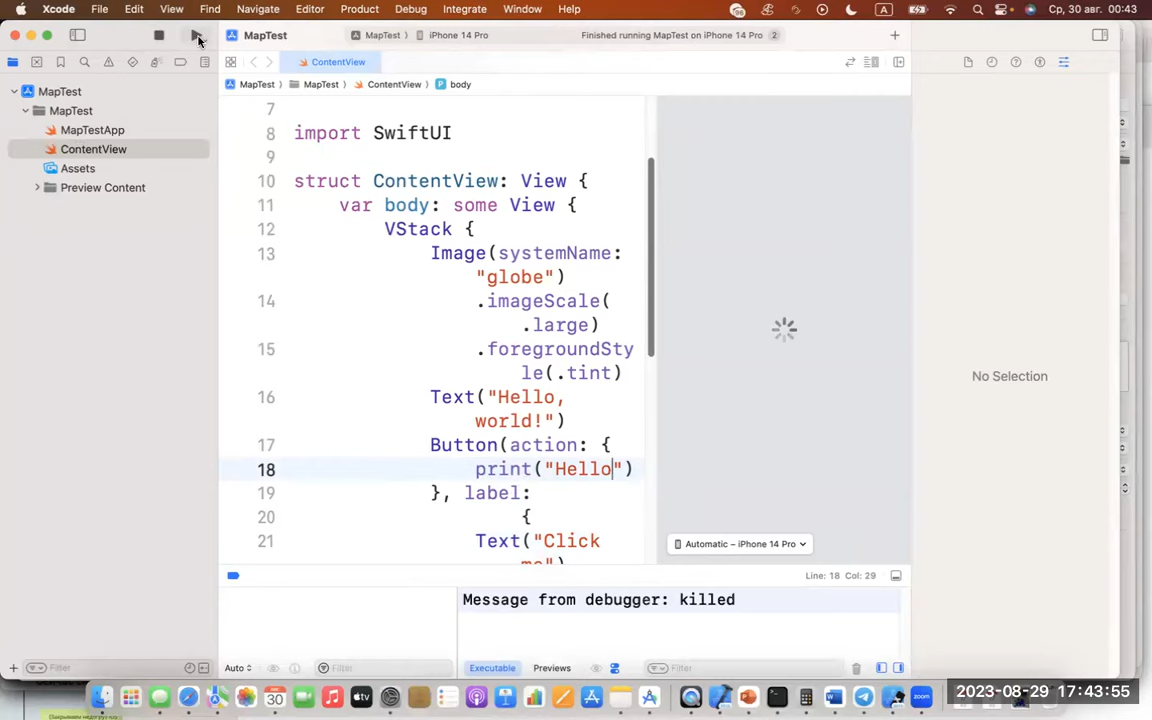 Xcode File Edit View Find Navigate Editor Product Debug Integrate Window Help A Ср, 30 авг. 00:43
MapTest MapTest iPhone 14 Pro Finished running MapTest on iPhone 14 Pro 2
ContentView
MapTest MapTest ContentView body
MapTest
MapTest
MapTestApp
ContentView
Assets
Preview Content
7
8 import SwiftUI
9
10 struct ContentView: View {
11 var body: some View {
12 VStack {
13 Image(systemName:
"globe")
14 .imageScale(
.large)
15 .foregroundSty
le(.tint)
16 Text("Hello,
world!")
17 Button(action: {
18 print("Hello")
19 }, label:
20 {
21 Text("Click
me")
No Selection
Automatic – iPhone 14 Pro
Line: 18 Col: 29
Message from debugger: killed
Filter Auto Filter Executable Previews Filter
30
2023-08-29 17:43:55